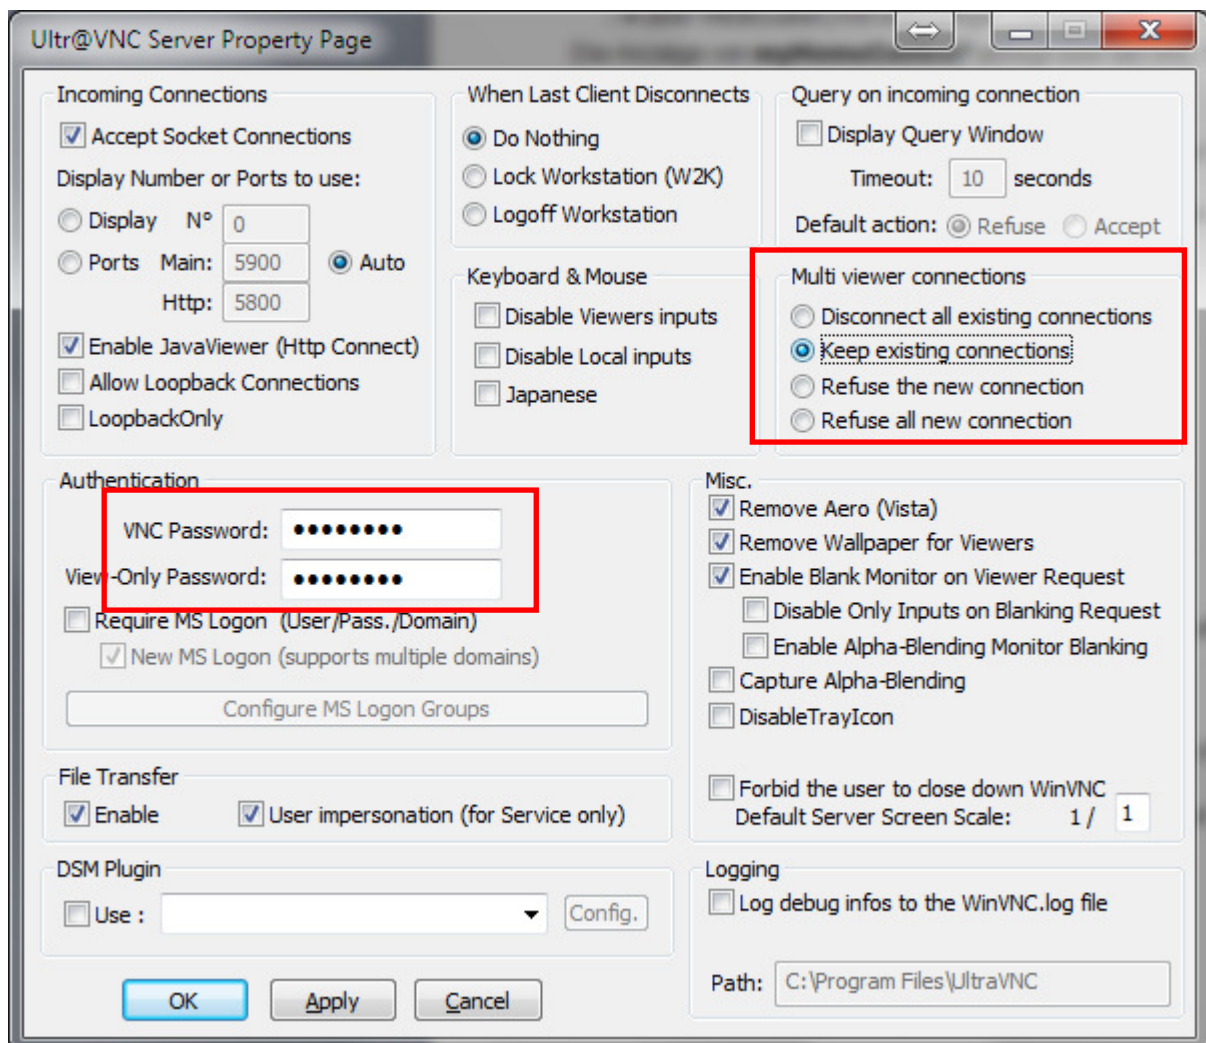 Ultr@VNC Server Property Page
Incoming Connections
Accept Socket Connections
Display Number or Ports to use:
Display N° 0
Ports Main: 5900 Auto
Http: 5800
Enable JavaViewer (Http Connect)
Allow Loopback Connections
LoopbackOnly
When Last Client Disconnects
Do Nothing
Lock Workstation (W2K)
Logoff Workstation
Query on incoming connection
Display Query Window
Timeout: 10 seconds
Default action: Refuse Accept
Keyboard & Mouse
Disable Viewers inputs
Disable Local inputs
Japanese
Multi viewer connections
Disconnect all existing connections
Keep existing connections
Refuse the new connection
Refuse all new connection
Authentication
VNC Password: ●●●●●●●●
View-Only Password: ●●●●●●●●
Require MS Logon (User/Pass./Domain)
New MS Logon (supports multiple domains)
Configure MS Logon Groups
Misc.
Remove Aero (Vista)
Remove Wallpaper for Viewers
Enable Blank Monitor on Viewer Request
Disable Only Inputs on Blanking Request
Enable Alpha-Blending Monitor Blanking
Capture Alpha-Blending
DisableTrayIcon
Forbid the user to close down WinVNC
Default Server Screen Scale: 1 / 1
File Transfer
Enable User impersonation (for Service only)
DSM Plugin
Use : Config.
Logging
Log debug infos to the WinVNC.log file
Path: C:\Program Files\UltraVNC
OK Apply Cancel